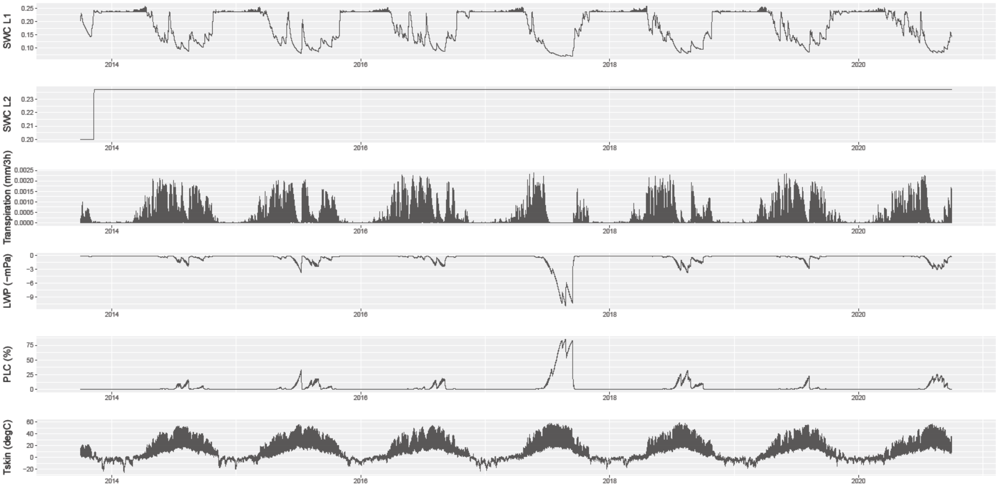 SWC L1
0.25
0.20
0.15
0.10
2014 2016 2018 2020
SWC L2
0.23
0.22
0.21
0.20
2014 2016 2018 2020
Transpiration (mm/3h)
0.0025
0.0020
0.0015
0.0010
0.0005
0.0000
2014 2016 2018 2020
LWP (−mPa)
0
−3
−6
−9
2014 2016 2018 2020
PLC (%)
75
50
25
0
2014 2016 2018 2020
Tskin (degC)
60
40
20
0
−20
2014 2016 2018 2020